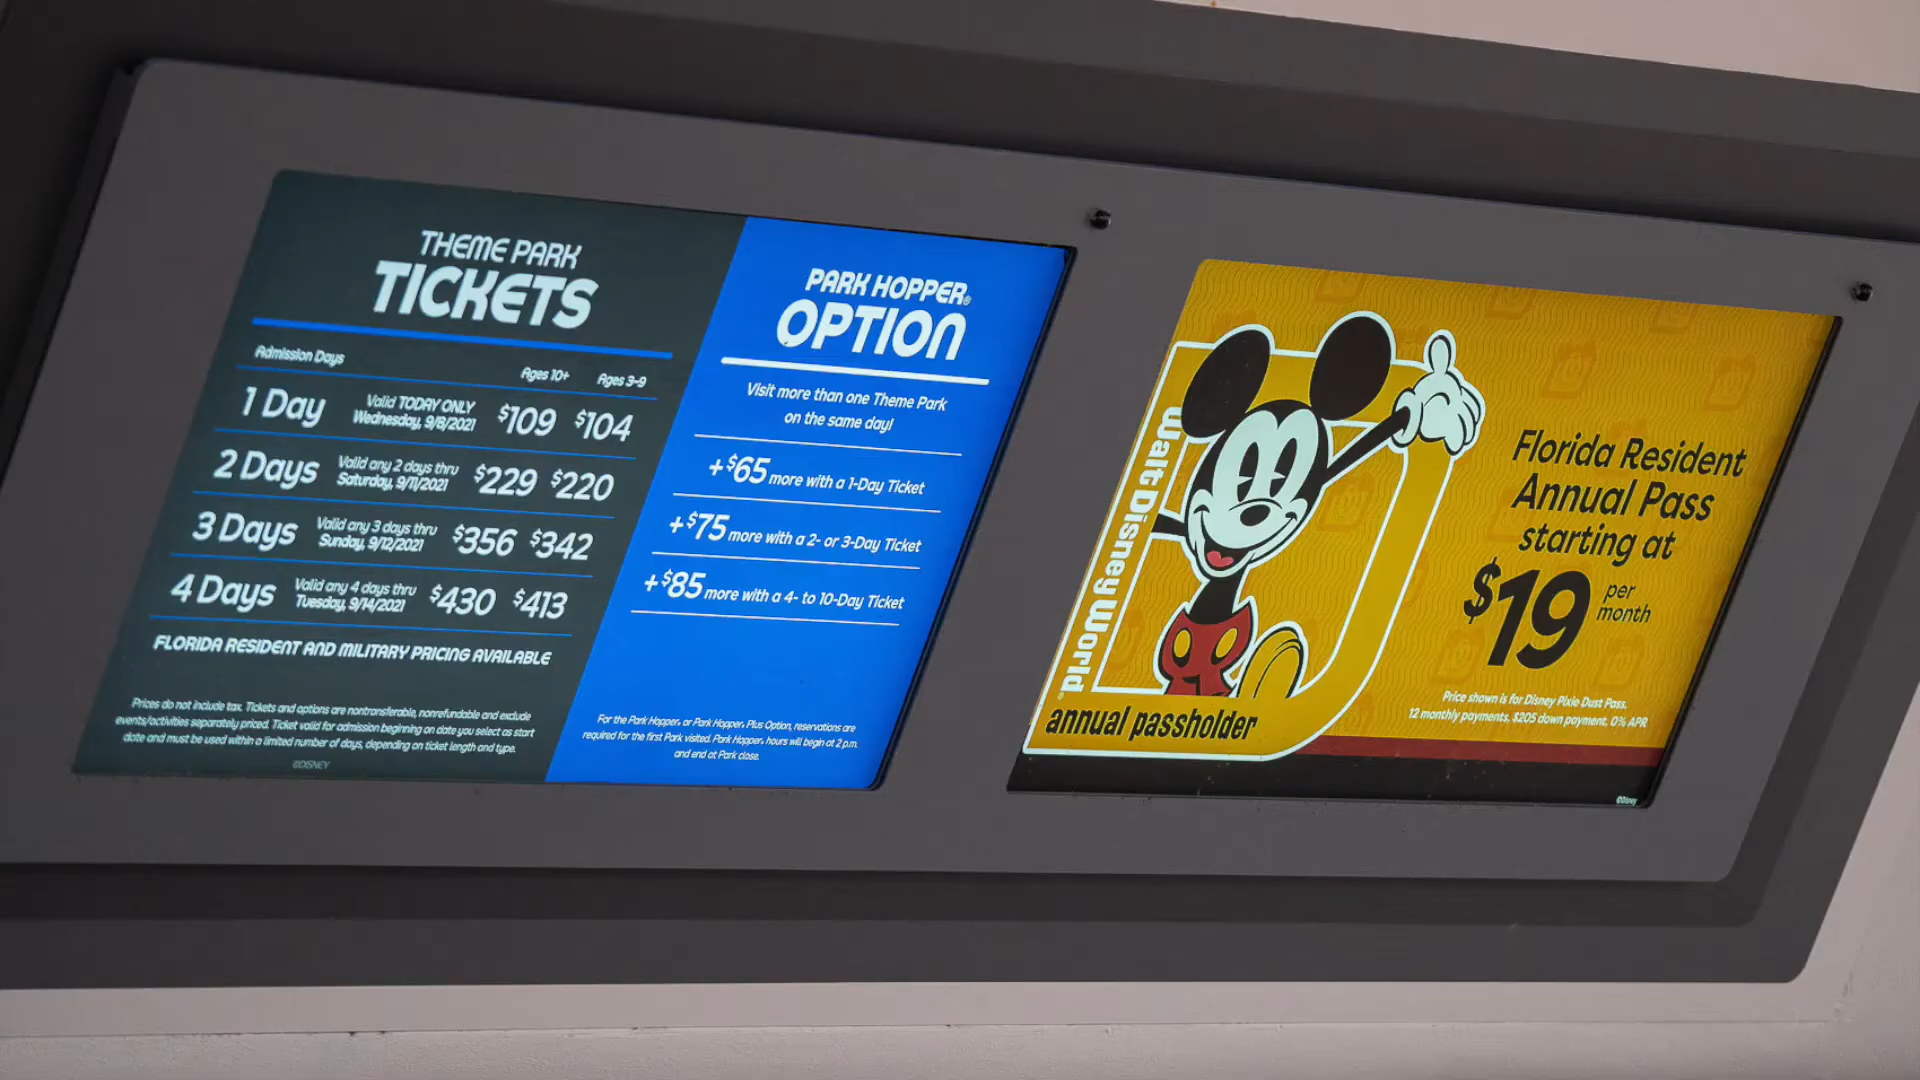 THEME PARK
TICKETS
Admission Days
Ages 10+ Ages 3-9
1 Day Valid TODAY ONLY Wednesday, 9/8/2021 $109 $104
2 Days Valid any 2 days thru Saturday, 9/11/2021 $229 $220
3 Days Valid any 3 days thru Sunday, 9/12/2021 $356 $342
4 Days Valid any 4 days thru Tuesday, 9/14/2021 $430 $413
FLORIDA RESIDENT AND MILITARY PRICING AVAILABLE
Prices do not include tax. Tickets and options are nontransferable, nonrefundable and exclude
events/activities separately priced. Ticket valid for admission beginning on date you select as start
date and must be used within a limited number of days, depending on ticket length and type.
©DISNEY
PARK HOPPER®
OPTION
Visit more than one Theme Park
on the same day!
+$65 more with a 1-Day Ticket
+$75 more with a 2- or 3-Day Ticket
+$85 more with a 4- to 10-Day Ticket
For the Park Hopper® or Park Hopper® Plus Option, reservations are
required for the first Park visited. Park Hopper® hours will begin at 2 p.m.
and end at Park close.
Walt Disney World®
annual passholder
Florida Resident
Annual Pass
starting at
$19 per month
Price shown is for Disney Pixie Dust Pass.
12 monthly payments. $205 down payment. 0% APR
©Disney